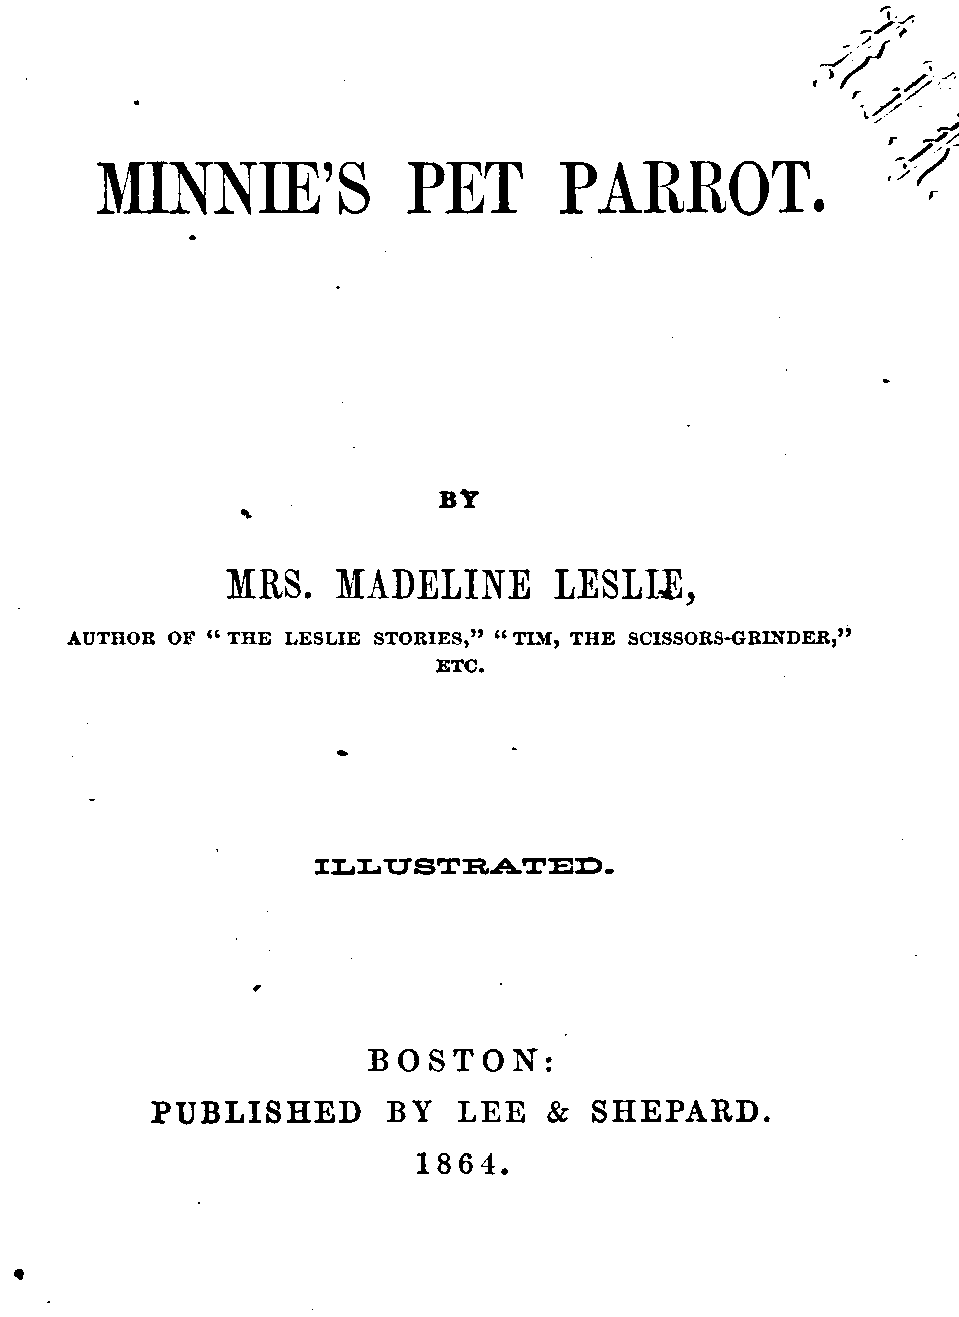 MINNIE'S PET PARROT.
BY
MRS. MADELINE LESLIE,
AUTHOR OF "THE LESLIE STORIES," "TIM, THE SCISSORS-GRINDER,"
ETC.
ILLUSTRATED.
BOSTON:
PUBLISHED BY LEE & SHEPARD.
1864.